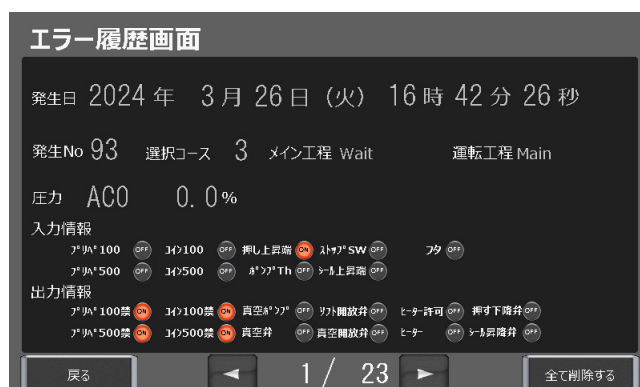 エラー履歴画面
発生日 2024 年 3 月 26 日 (火) 16 時 42 分 26 秒
発生No 93 選択コース 3 メイン工程 Wait 運転工程 Main
圧力 AC0 0.0%
入力情報
プリペ100 OFF コイン100 OFF 押し上昇端 ON ストップSW OFF フタ OFF
プリペ500 OFF コイン500 OFF ポンプTh OFF シール上昇端 OFF
出力情報
プリペ100禁 ON コイン100禁 ON 真空ポンプ OFF リフト開放弁 OFF ヒーター許可 OFF 押す下降弁 OFF
プリペ500禁 ON コイン500禁 ON 真空弁 OFF 真空開放弁 OFF ヒーター OFF シール昇降弁 OFF
戻る ◄ 1 / 23 ► 全て削除する